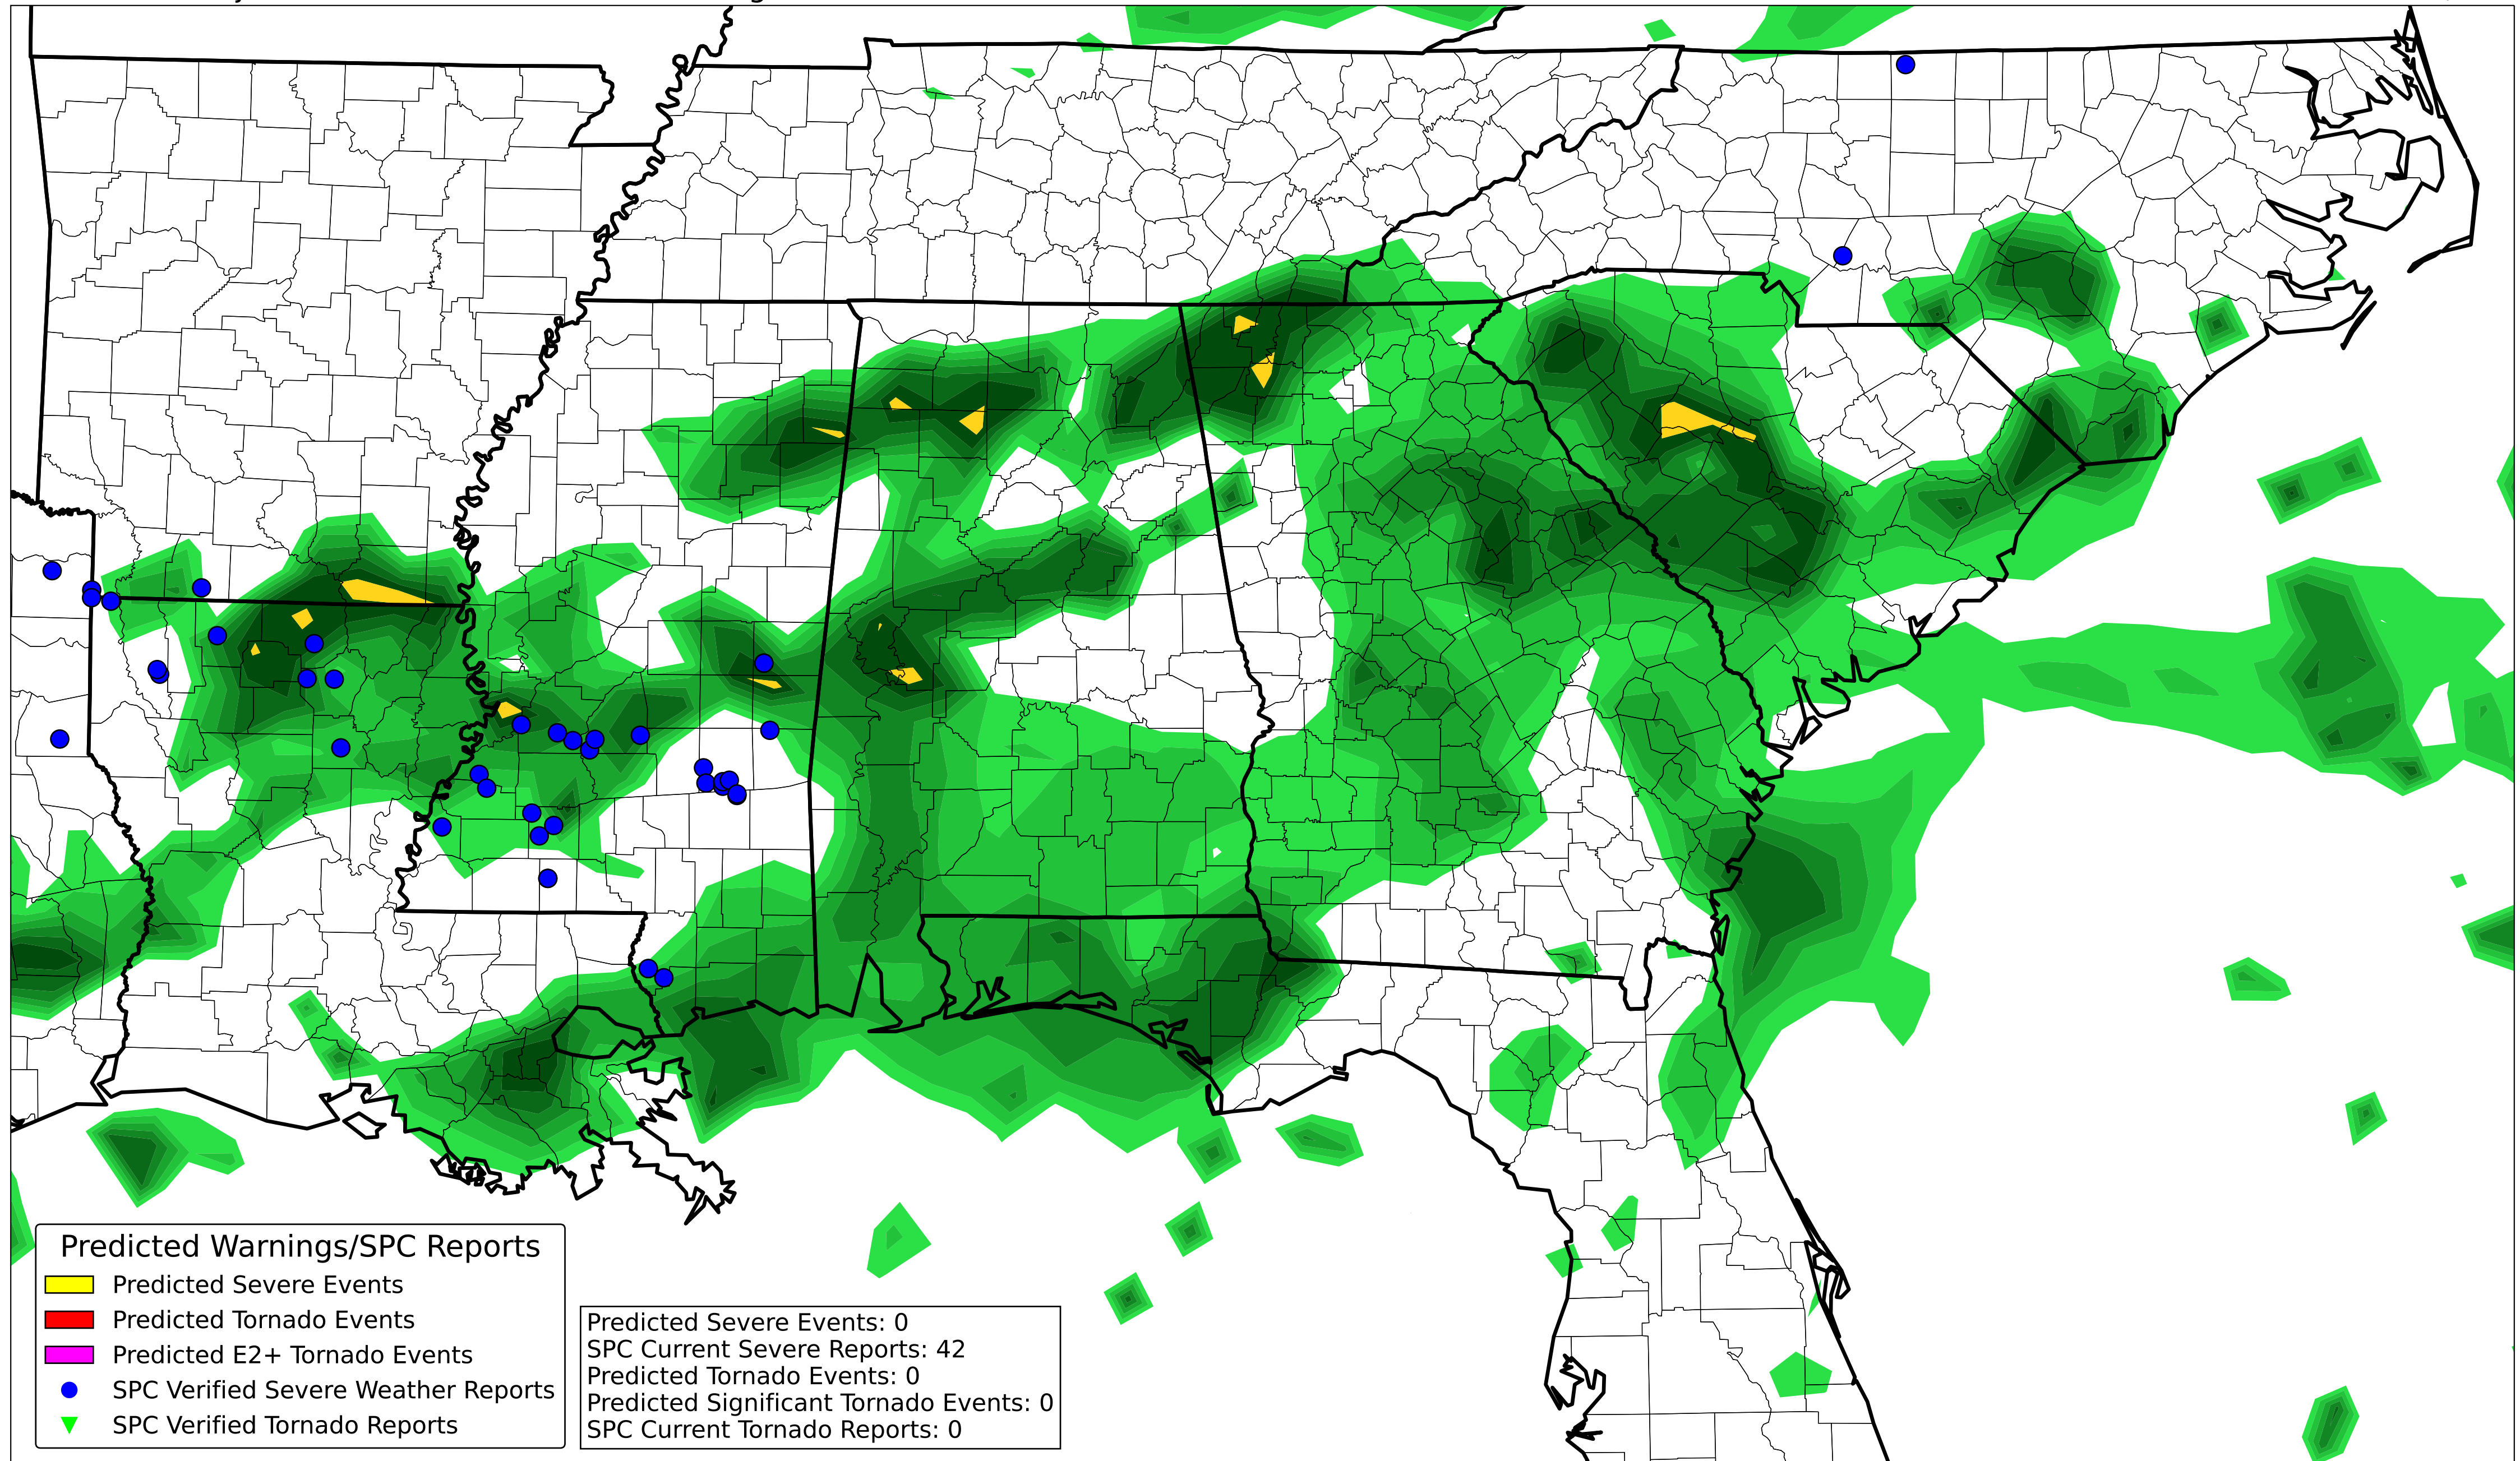 Predicted Warnings/SPC Reports
Predicted Severe Events
Predicted Tornado Events
Predicted E2+ Tornado Events
SPC Verified Severe Weather Reports
SPC Verified Tornado Reports
Predicted Severe Events: 0
SPC Current Severe Reports: 42
Predicted Tornado Events: 0
Predicted Significant Tornado Events: 0
SPC Current Tornado Reports: 0